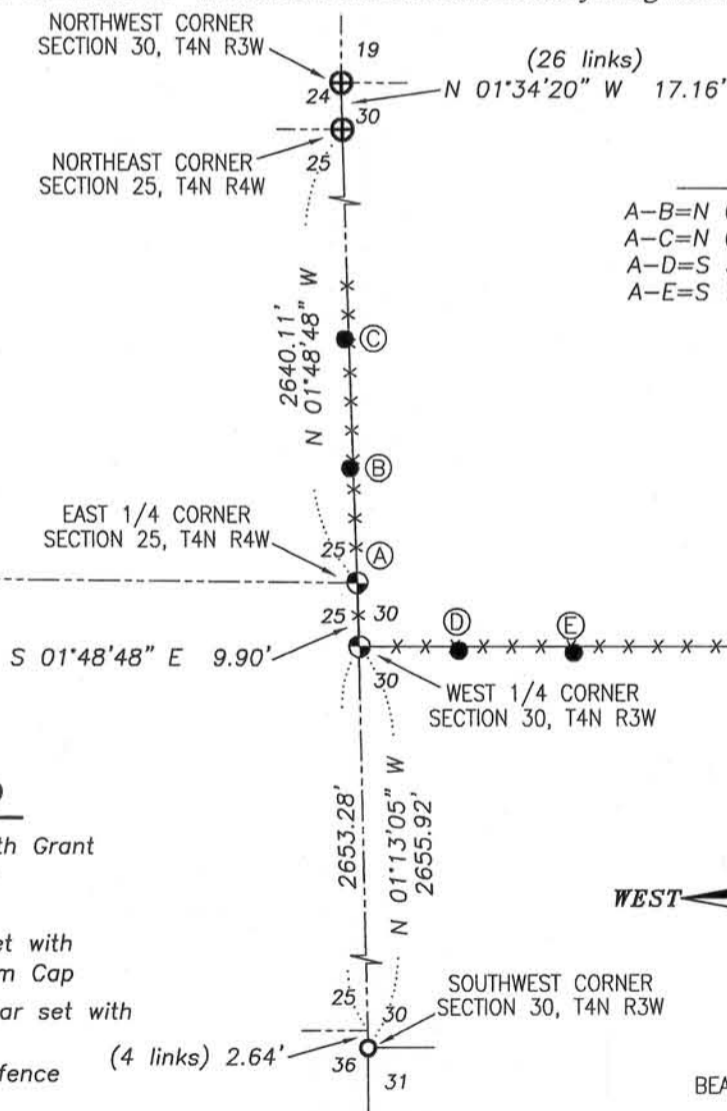 NORTHWEST CORNER
SECTION 30, T4N R3W
19
24
30
(26 links)
N 01°34'20" W 17.16'
NORTHEAST CORNER
SECTION 25, T4N R4W
25
A-B=N
A-C=N
A-D=S
A-E=S
2640.11'
N 01°48'48" W
C
B
EAST 1/4 CORNER
SECTION 25, T4N R4W
25
A
25
30
D
E
S 01°48'48" E 9.90'
30
WEST 1/4 CORNER
SECTION 30, T4N R3W
2653.28'
N 01°13'05" W
2655.92'
th Grant
WEST
et with
m Cap
ar set with
SOUTHWEST CORNER
SECTION 30, T4N R3W
25
30
(4 links) 2.64'
36
31
fence
BEA